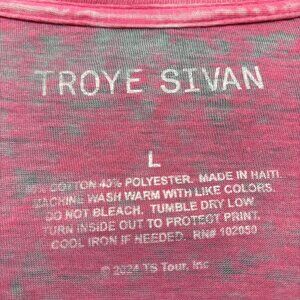 TROYE SIVAN
L
COTTON 40% POLYESTER. MADE IN HAITI.
MACHINE WASH WARM WITH LIKE COLORS.
DO NOT BLEACH. TUMBLE DRY LOW.
TURN INSIDE OUT TO PROTECT PRINT.
COOL IRON IF NEEDED. RN# 102050
© 2024 TS Tour, Inc